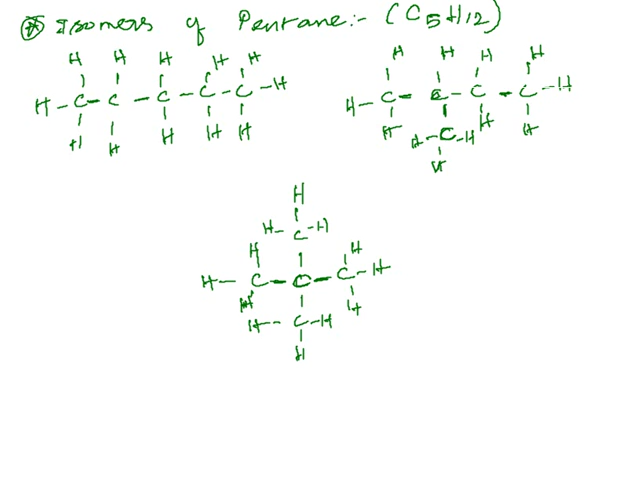 Isomers of Pentane:- (C5H12)
H H H H H
H-C-C-C-C-C-H
H H H H H
H H H H
H-C-C-C-C-H
H H H
H-C-H
H
H
H-C-H
H H
H-C-C-C-H
H H
H-C-H
H